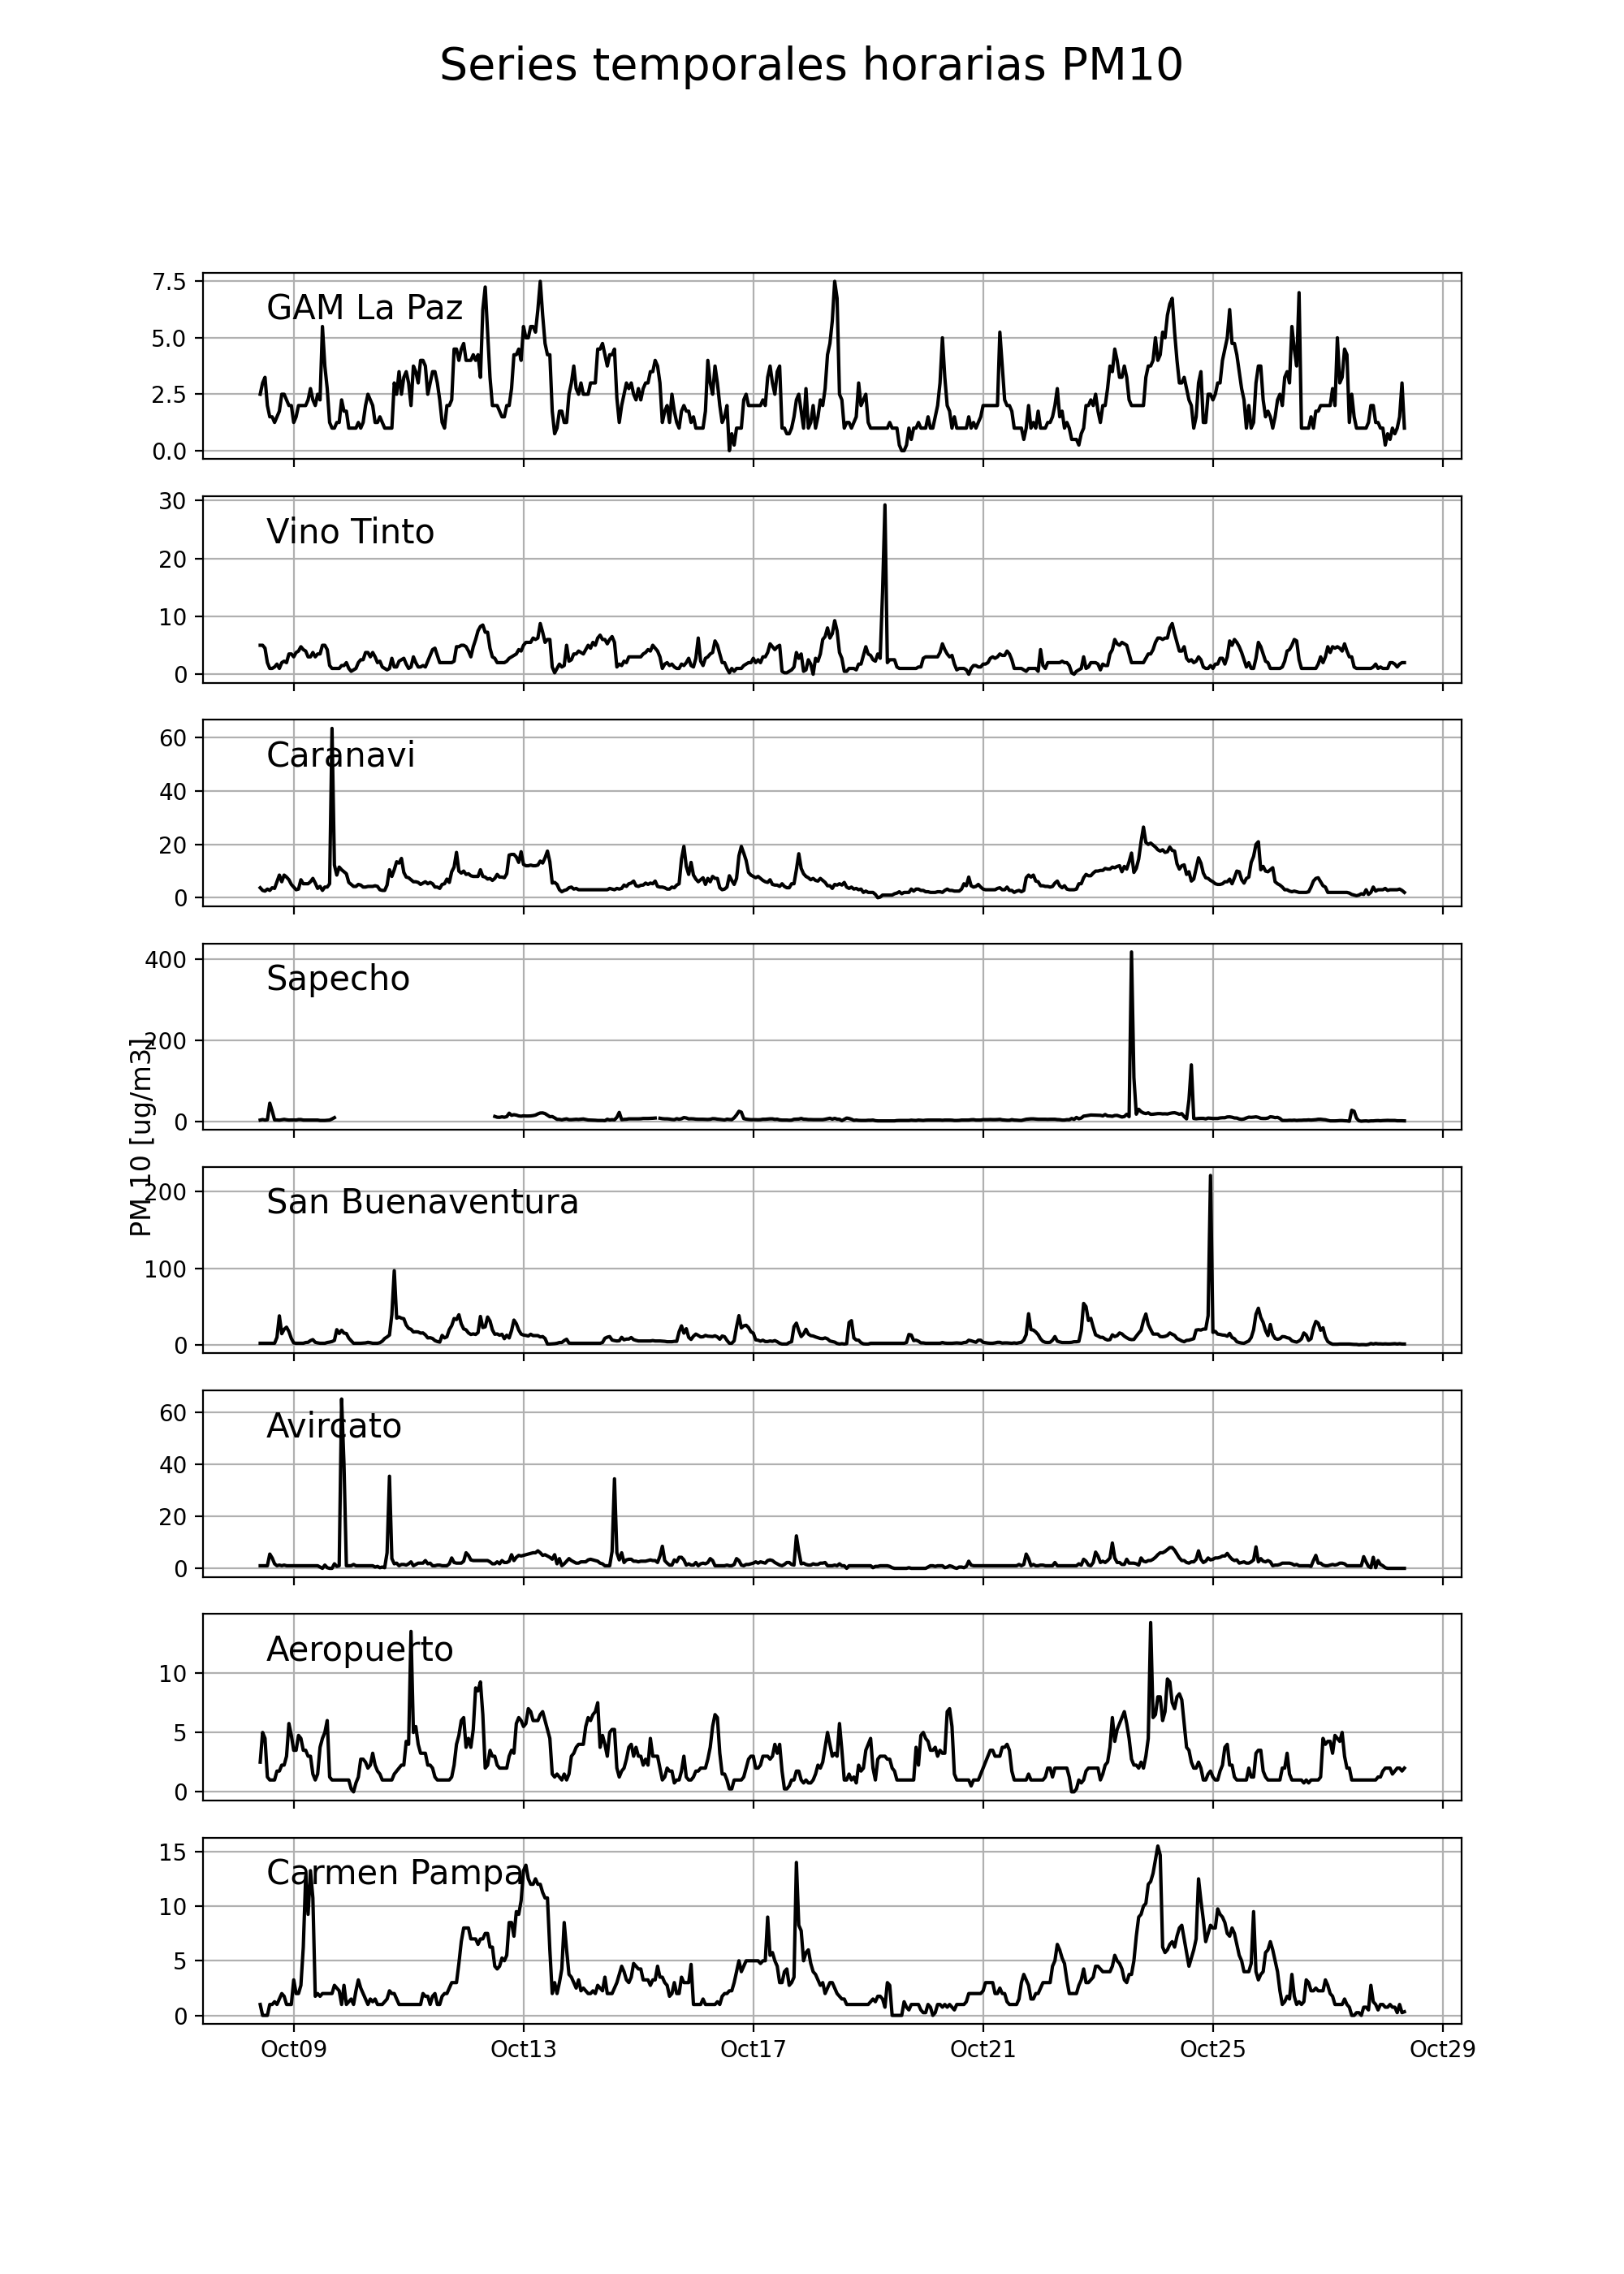 Series temporales horarias PM10
7.5
GAM La Paz
5.0
2.5
0.0
30
Vino Tinto
20
10
0
60
Caranavi
40
20
0
400
Sapecho
200
0
PM 10 [ug/m3]
200
San Buenaventura
100
0
60
Avircato
40
20
0
Aeropuerto
10
5
0
15
Carmen Pampa
10
5
0
Oct09 Oct13 Oct17 Oct21 Oct25 Oct29